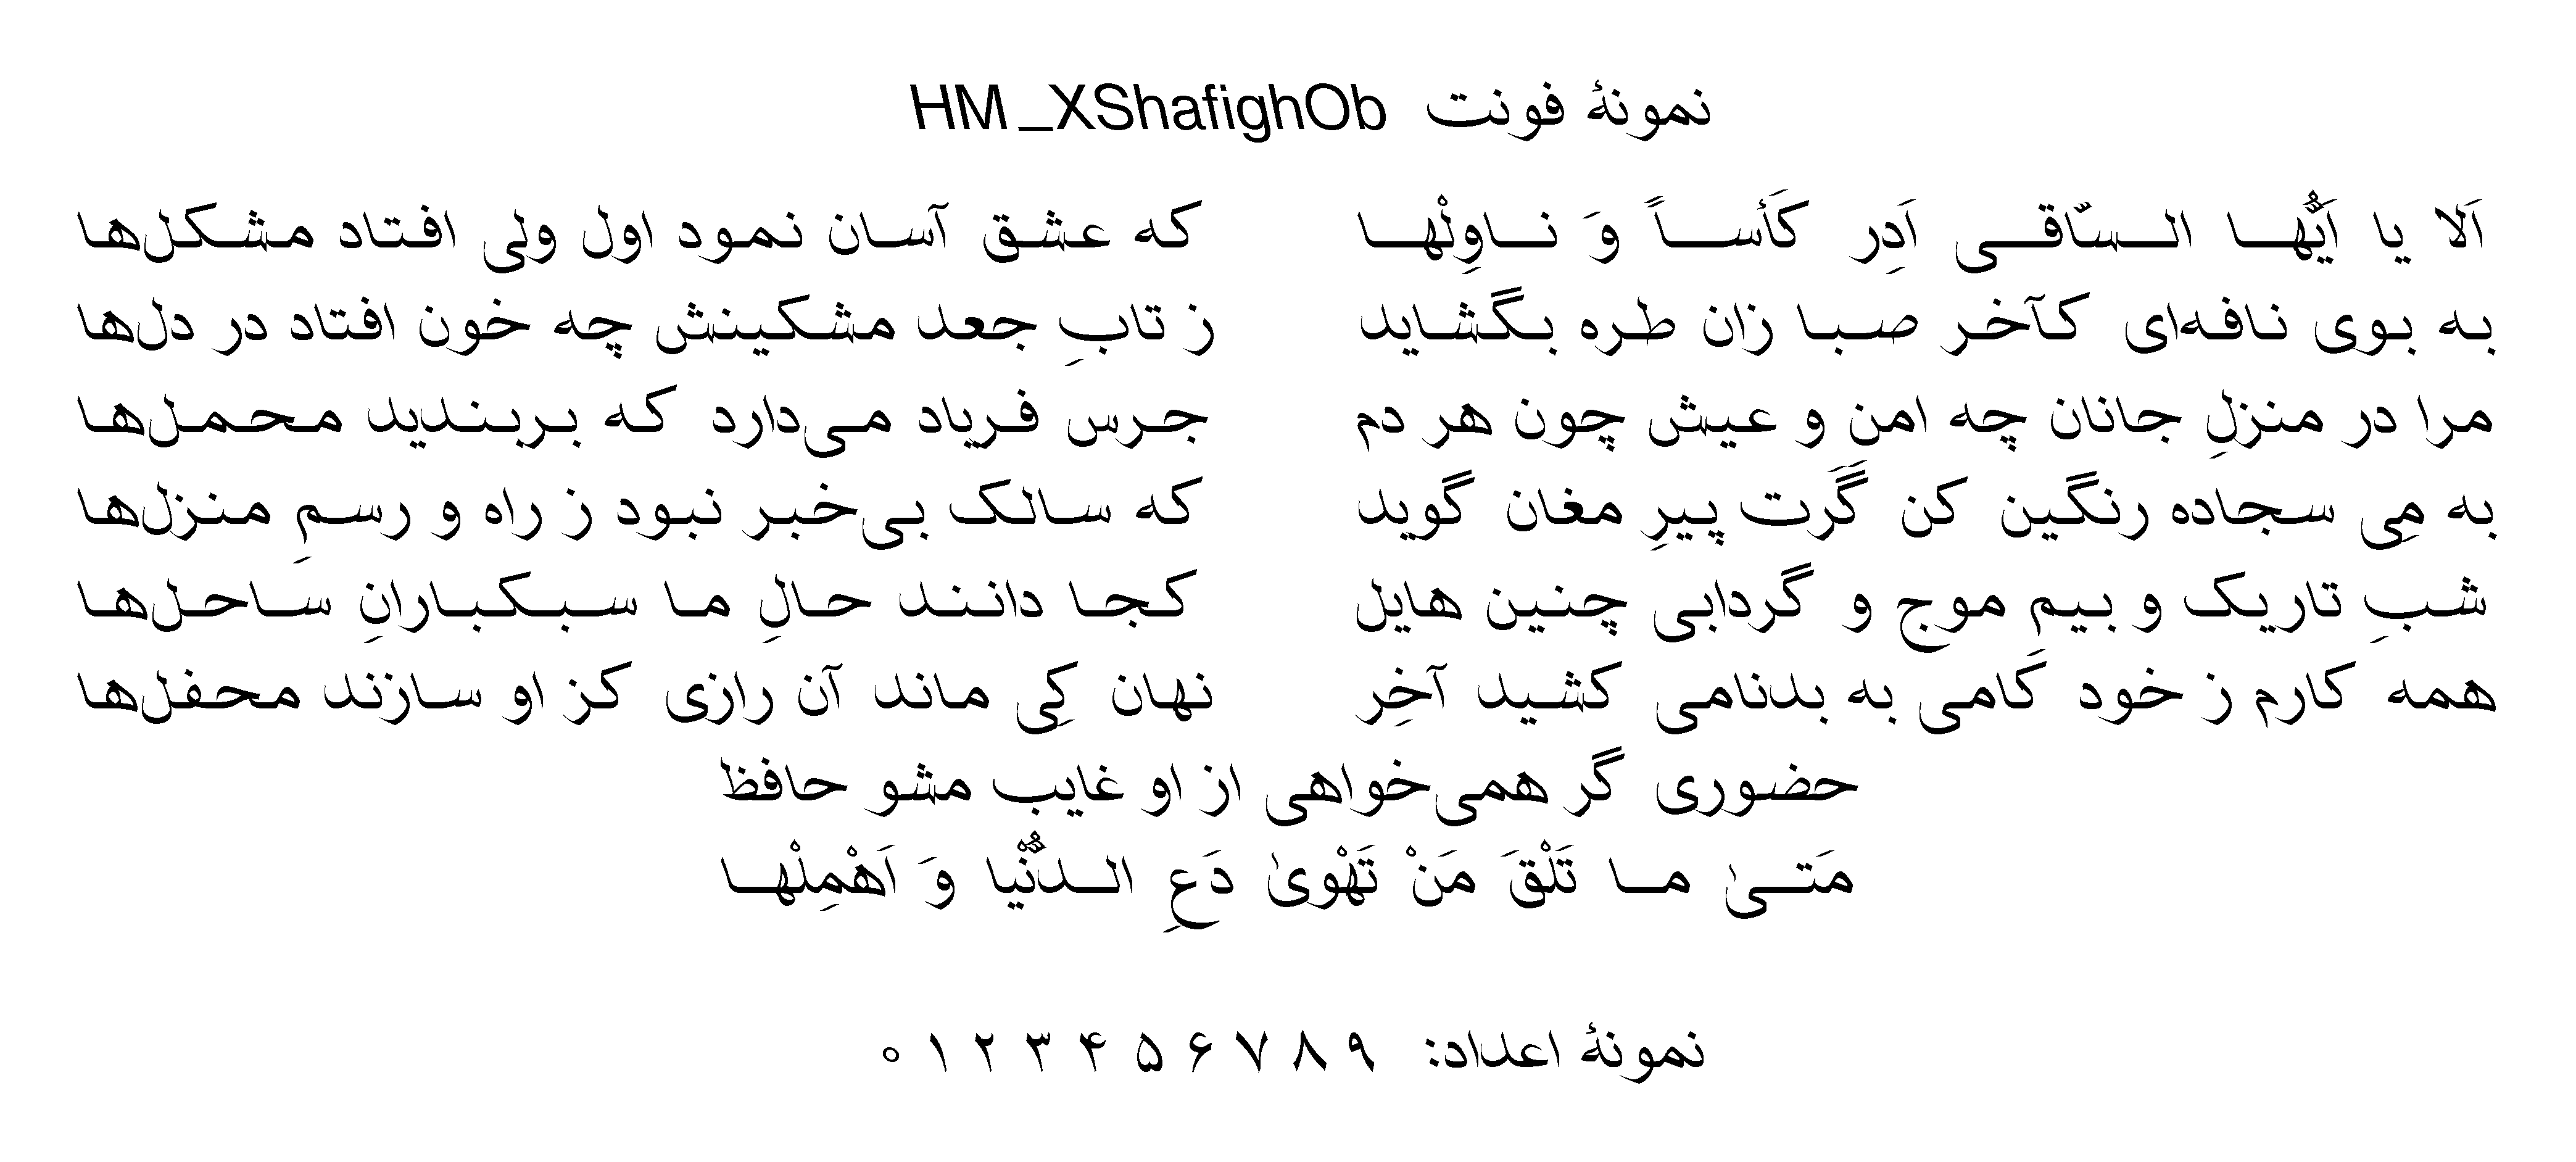 نمونهٔ فونت HM_XShafighOb
اَلا یا اَیُّهَا السّاقی اَدِر کَأساً وَ ناوِلْها که عشق آسان نمود اول ولی افتاد مشکل‌ها
به بوی نافه‌ای کآخر صبا زان طره بگشاید ز تابِ جعد مشکینش چه خون افتاد در دل‌ها
مرا در منزلِ جانان چه امن و عیش چون هر دم جرس فریاد می‌دارد که بربندید محمل‌ها
به مِی سجاده رنگین کن گَرَت پیرِ مغان گوید که سالک بی‌خبر نبود ز راه و رسمِ منزل‌ها
شبِ تاریک و بیم موج و گردابی چنین هایل کجا دانند حالِ ما سبکبارانِ ساحل‌ها
همه کارم ز خود کَامی به بدنامی کشید آخِر نهان کِی ماند آن رازی کز او سازند محفل‌ها
حضوری گر همی‌خواهی از او غایب مشو حافظ
مَتیٰ ما تَلْقَ مَنْ تَهْویٰ دَعِ الدُّنْیا وَ اَهْمِلْها
نمونهٔ اعداد: ۹ ۸ ۷ ۶ ۵ ۴ ۳ ۲ ۱ ۰